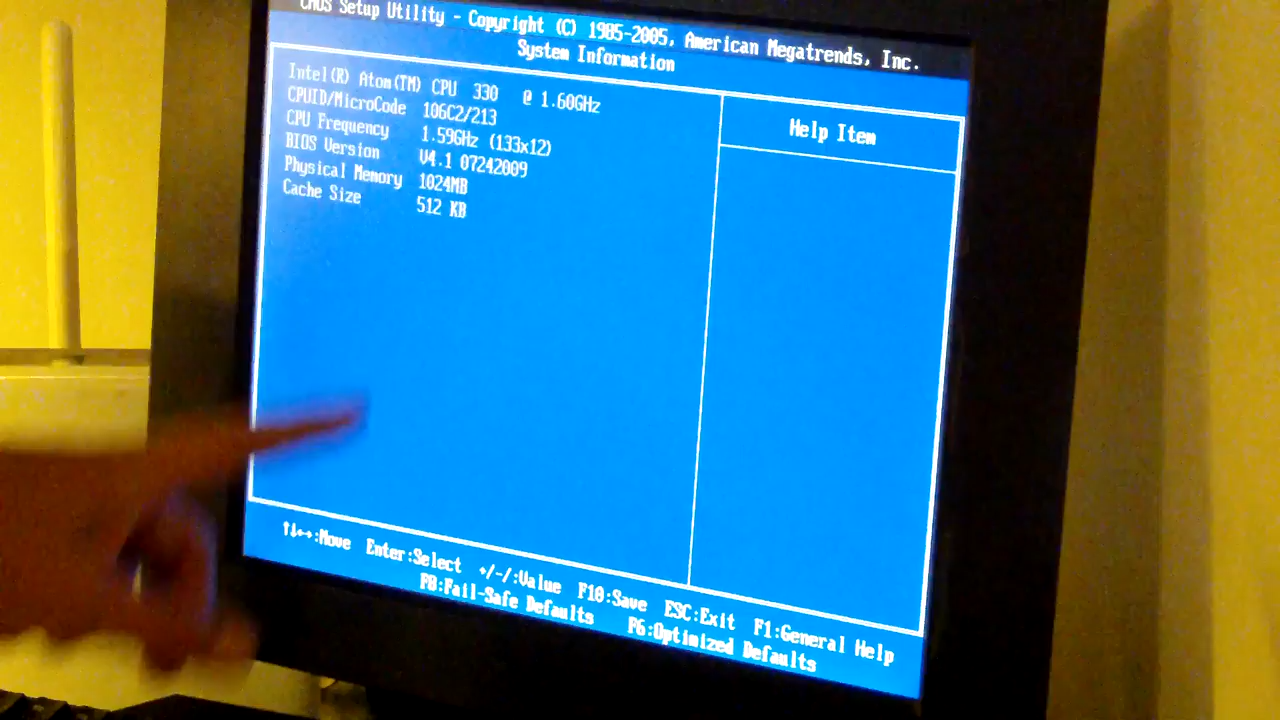 CMOS Setup Utility - Copyright (C) 1985-2005, American Megatrends, Inc.
System Information
Intel(R) Atom(TM) CPU 330 @ 1.60GHz
CPUID/MicroCode 106C2/213
CPU Frequency 1.59GHz (133x12)
BIOS Version V4.1 07242009
Physical Memory 1024MB
Cache Size 512 KB
Help Item
↑↓←→:Move Enter:Select +/-/:Value F10:Save ESC:Exit F1:General Help
F8:Fail-Safe Defaults F6:Optimized Defaults